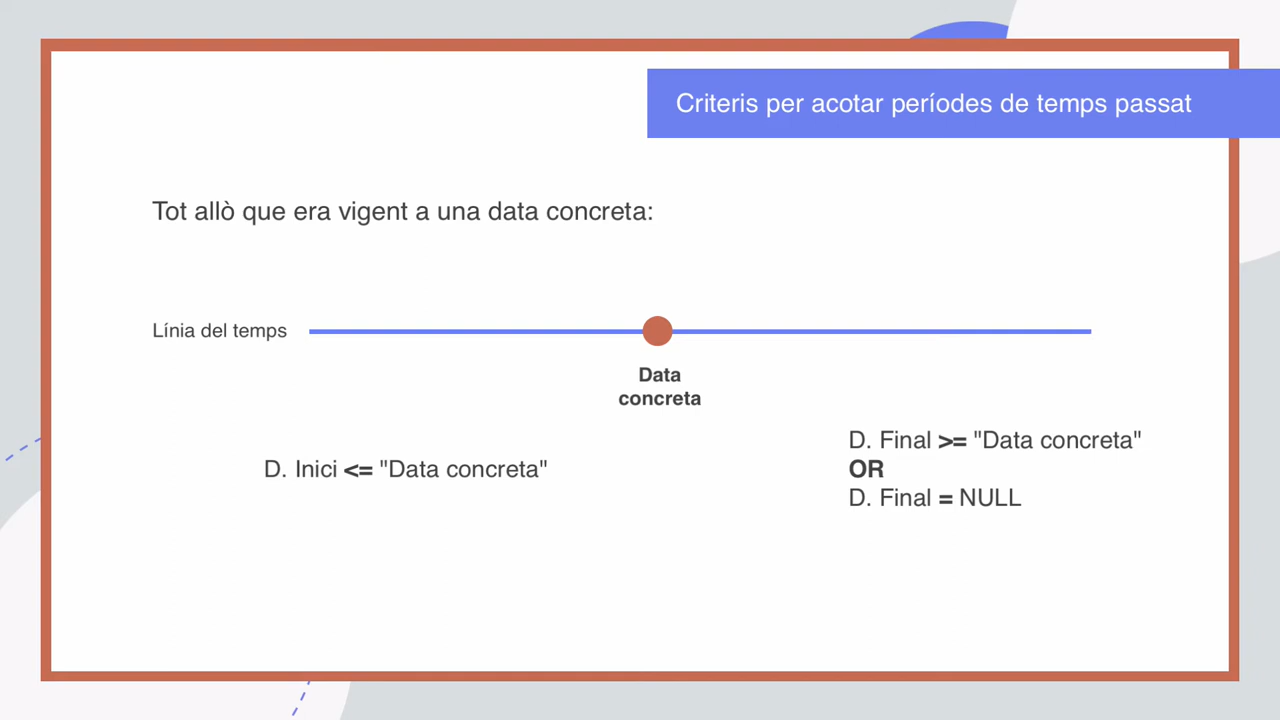 Criteris per acotar períodes de temps passat
Tot allò que era vigent a una data concreta:
Línia del temps
Data
concreta
D. Inici <= "Data concreta"
D. Final >= "Data concreta"
OR
D. Final = NULL